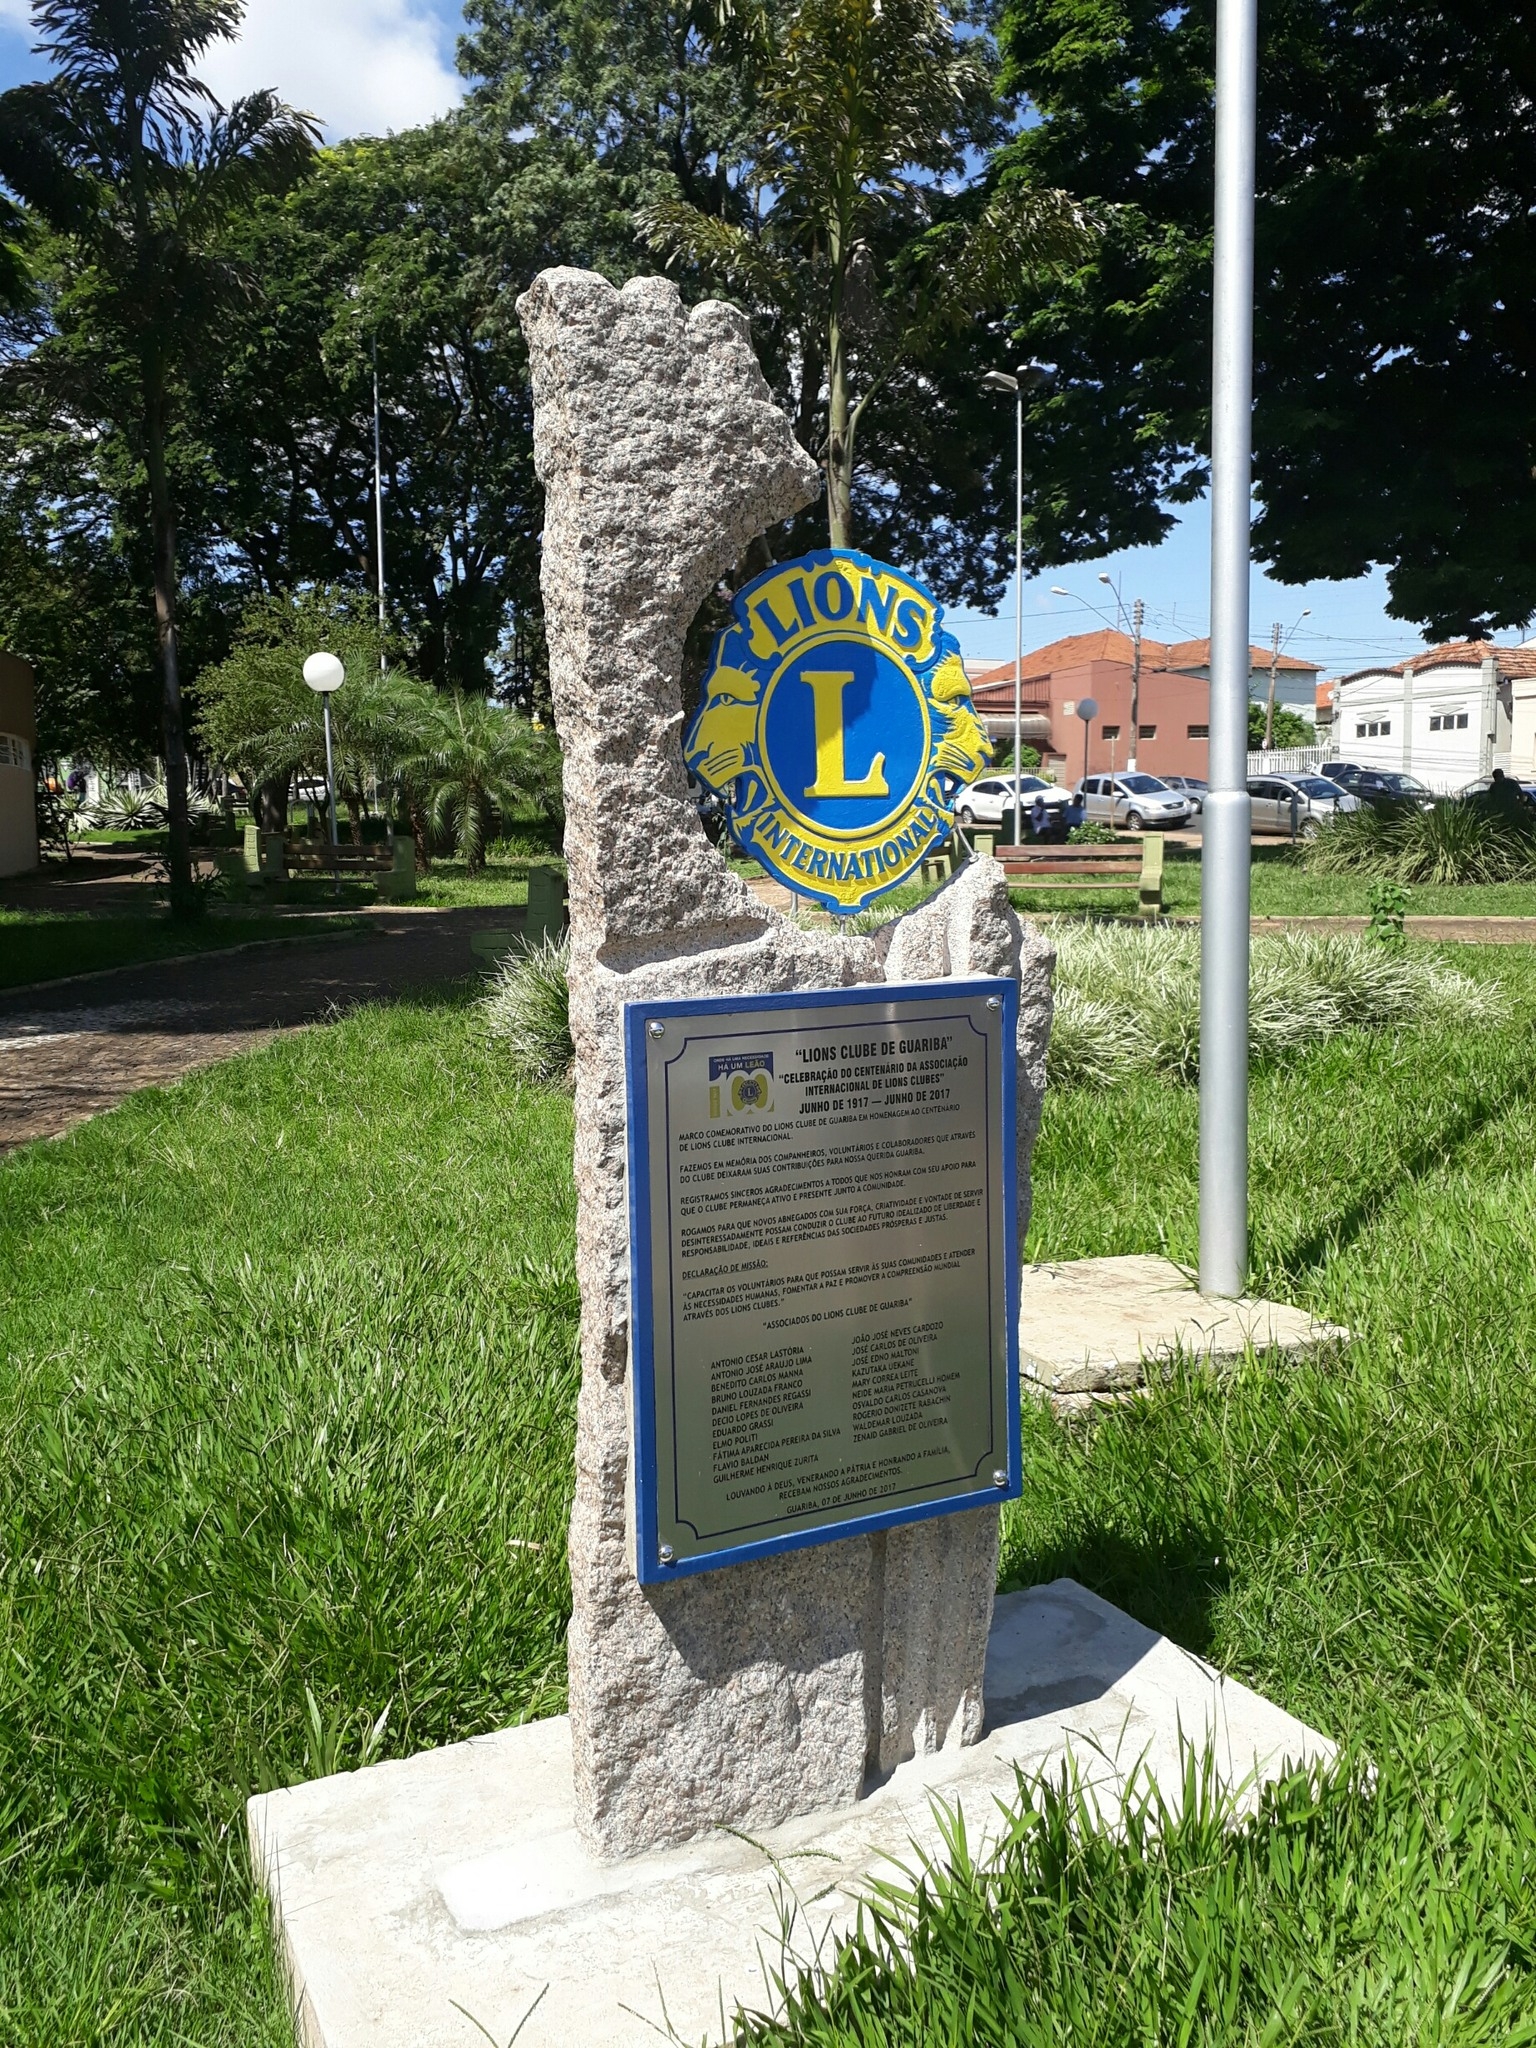 LIONS
L
INTERNATIONAL
"LIONS CLUBE DE GUARIBA"
"CELEBRAÇÃO DO CENTENÁRIO DA ASSOCIAÇÃO
INTERNACIONAL DE LIONS CLUBES"
JUNHO DE 1917 — JUNHO DE 2017
ONDE HÁ UMA NECESSIDADE
HÁ UM LEÃO
100
MARCO COMEMORATIVO DO LIONS CLUBE DE GUARIBA EM HOMENAGEM AO CENTENÁRIO
DE LIONS CLUBE INTERNACIONAL.
FAZEMOS EM MEMÓRIA DOS COMPANHEIROS, VOLUNTÁRIOS E COLABORADORES QUE ATRAVÉS
DO CLUBE DEIXARAM SUAS CONTRIBUIÇÕES PARA NOSSA QUERIDA GUARIBA.
REGISTRAMOS SINCEROS AGRADECIMENTOS A TODOS QUE NOS HONRAM COM SEU APOIO PARA
QUE O CLUBE PERMANEÇA ATIVO E PRESENTE JUNTO A COMUNIDADE.
ROGAMOS PARA QUE NOVOS ABNEGADOS COM SUA FORÇA, CRIATIVIDADE E VONTADE DE SERVIR
DESINTERESSADAMENTE POSSAM CONDUZIR O CLUBE AO FUTURO IDEALIZADO DE LIBERDADE E
RESPONSABILIDADE, IDEAIS E REFERÊNCIAS DAS SOCIEDADES PRÓSPERAS E JUSTAS.
DECLARAÇÃO DE MISSÃO:
"CAPACITAR OS VOLUNTÁRIOS PARA QUE POSSAM SERVIR ÀS SUAS COMUNIDADES E ATENDER
ÀS NECESSIDADES HUMANAS, FOMENTAR A PAZ E PROMOVER A COMPREENSÃO MUNDIAL
ATRAVÉS DOS LIONS CLUBES."
"ASSOCIADOS DO LIONS CLUBE DE GUARIBA"
ANTONIO CESAR LASTÓRIA
ANTONIO JOSÉ ARAUJO LIMA
BENEDITO CARLOS MANNA
BRUNO LOUZADA FRANCO
DANIEL FERNANDES REGASSI
DECIO LOPES DE OLIVEIRA
EDUARDO GRASSI
ELMO POLITI
FÁTIMA APARECIDA PEREIRA DA SILVA
FLAVIO BALDAN
GUILHERME HENRIQUE ZURITA
JOÃO JOSÉ NEVES CARDOZO
JOSÉ CARLOS DE OLIVEIRA
JOSÉ EDNO MALTONI
KAZUTAKA UEKANE
MARY CORREA LEITE
NEIDE MARIA PETRUCELLI HOMEM
OSVALDO CARLOS CASANOVA
ROGERIO DONIZETE RABACHIN
WALDEMAR LOUZADA
ZENAID GABRIEL DE OLIVEIRA
LOUVANDO À DEUS, VENERANDO A PÁTRIA E HONRANDO A FAMÍLIA,
RECEBAM NOSSOS AGRADECIMENTOS.
GUARIBA, 07 DE JUNHO DE 2017